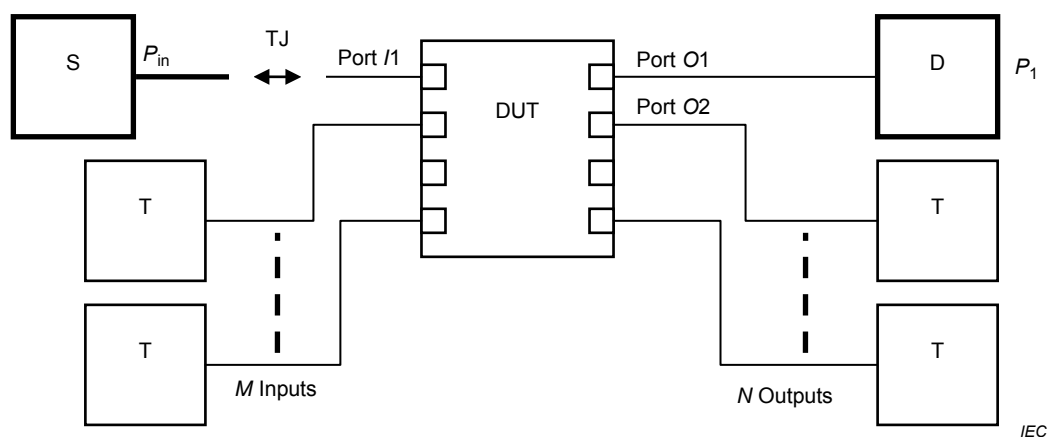 S
P_in
TJ
Port I1
DUT
Port O1
D
P_1
Port O2
T
T
T
T
M Inputs
N Outputs
IEC